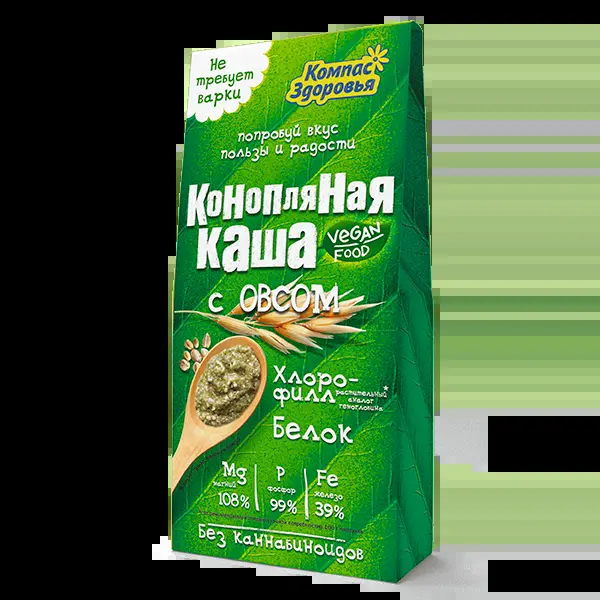 Не
требует
варки
Компас
Здоровья
попробуй вкус
пользы и радости
Конопляная
каша
VEGAN
FOOD
с овсом
Хлоро-
филл растительный*
аналог
гемоглобина
Белок
Mg
магний
108%
P
фосфор
99%
Fe
железо
39%
Без каннабиноидов